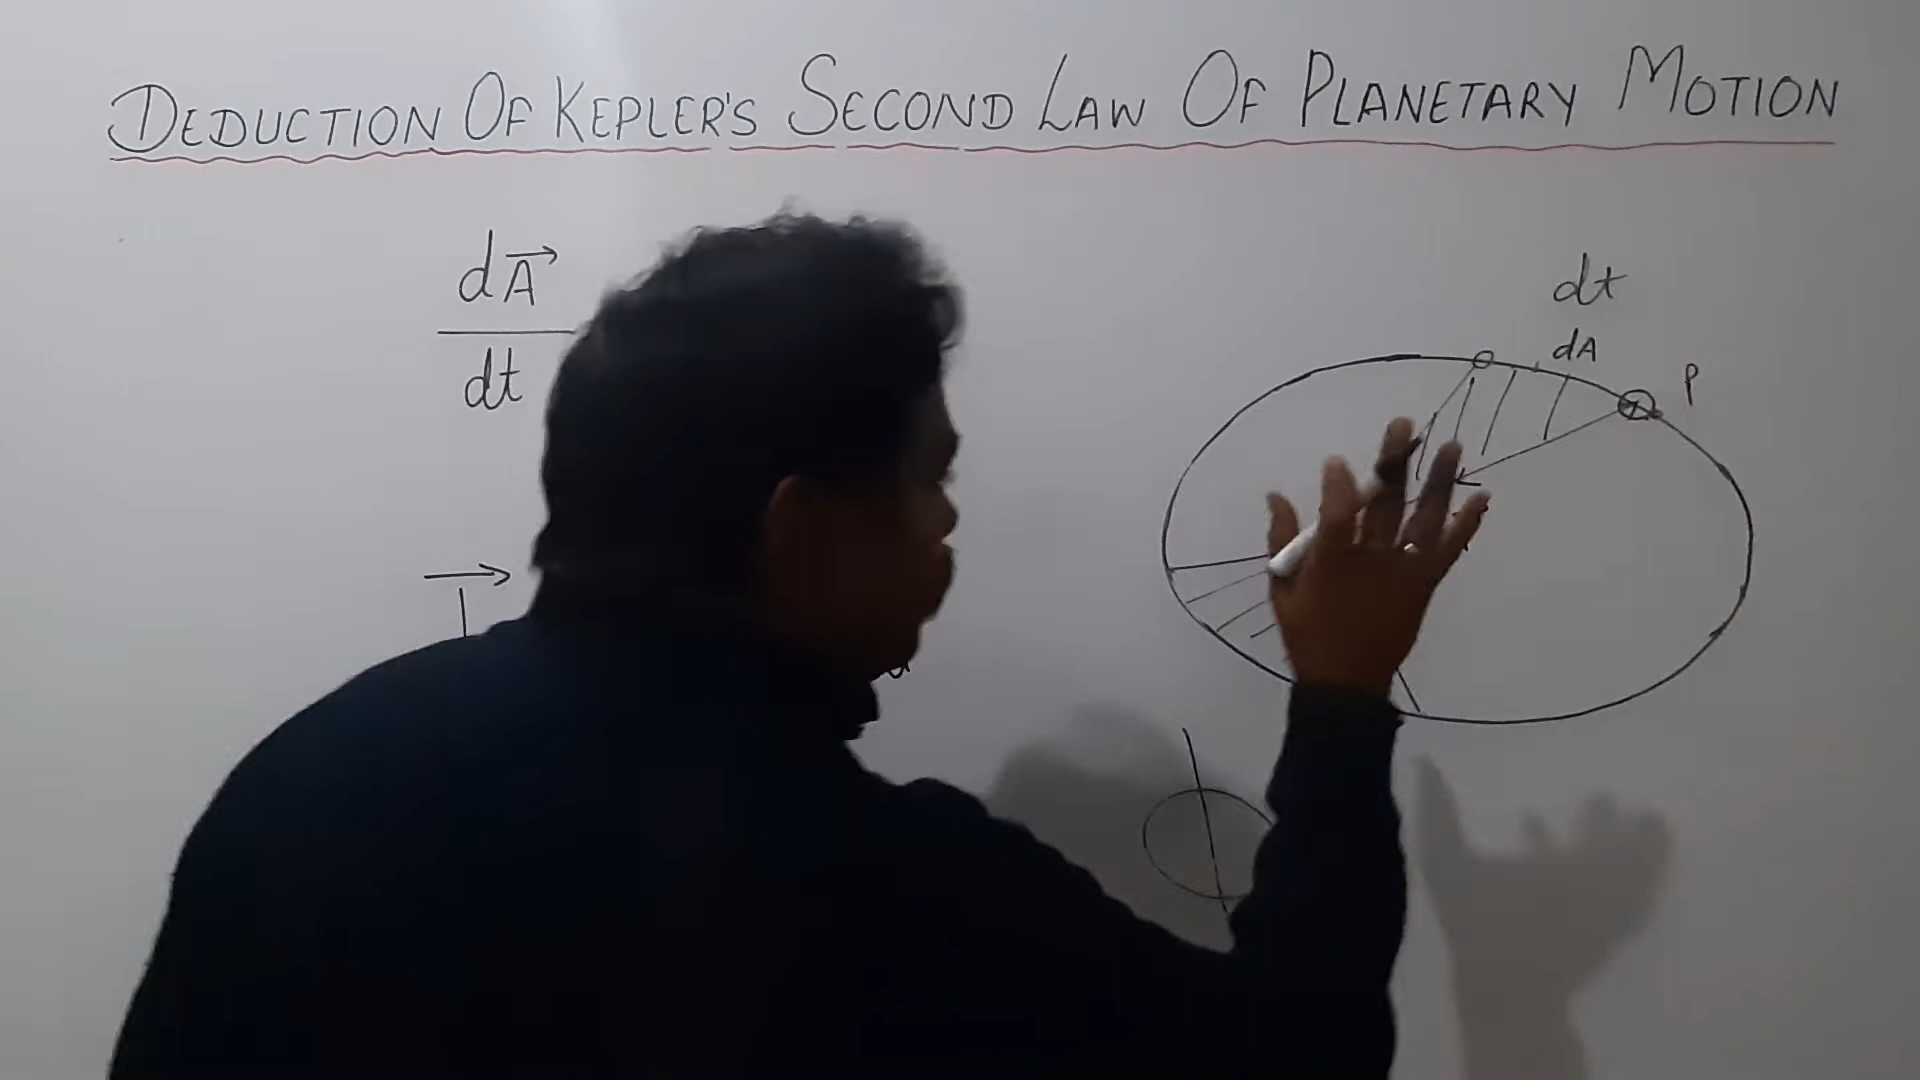 DEDUCTION OF KEPLER'S SECOND LAW OF PLANETARY MOTION
dA
dt
dt
dA
P